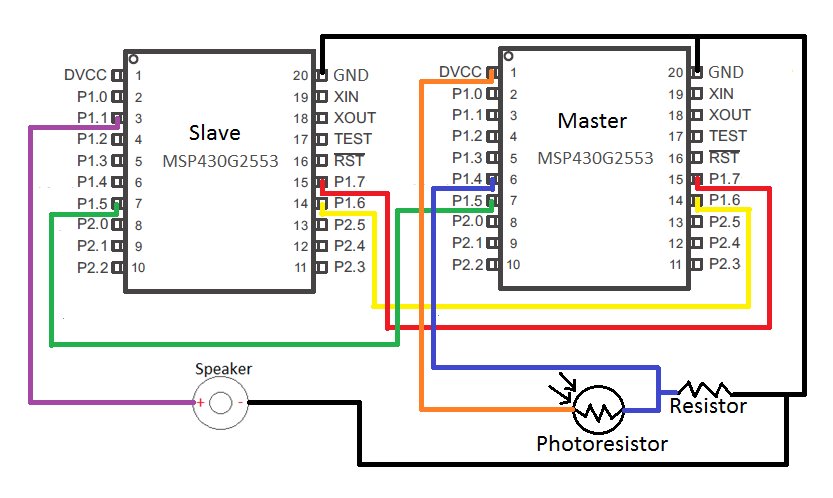 DVCC 1 20 GND
P1.0 2 19 XIN
P1.1 3 18 XOUT
P1.2 4 17 TEST
P1.3 5 16 RST
P1.4 6 15 P1.7
P1.5 7 14 P1.6
P2.0 8 13 P2.5
P2.1 9 12 P2.4
P2.2 10 11 P2.3
Slave
MSP430G2553
DVCC 1 20 GND
P1.0 2 19 XIN
P1.1 3 18 XOUT
P1.2 4 17 TEST
P1.3 5 16 RST
P1.4 6 15 P1.7
P1.5 7 14 P1.6
P2.0 8 13 P2.5
P2.1 9 12 P2.4
P2.2 10 11 P2.3
Master
MSP430G2553
Speaker
+ -
Resistor
Photoresistor